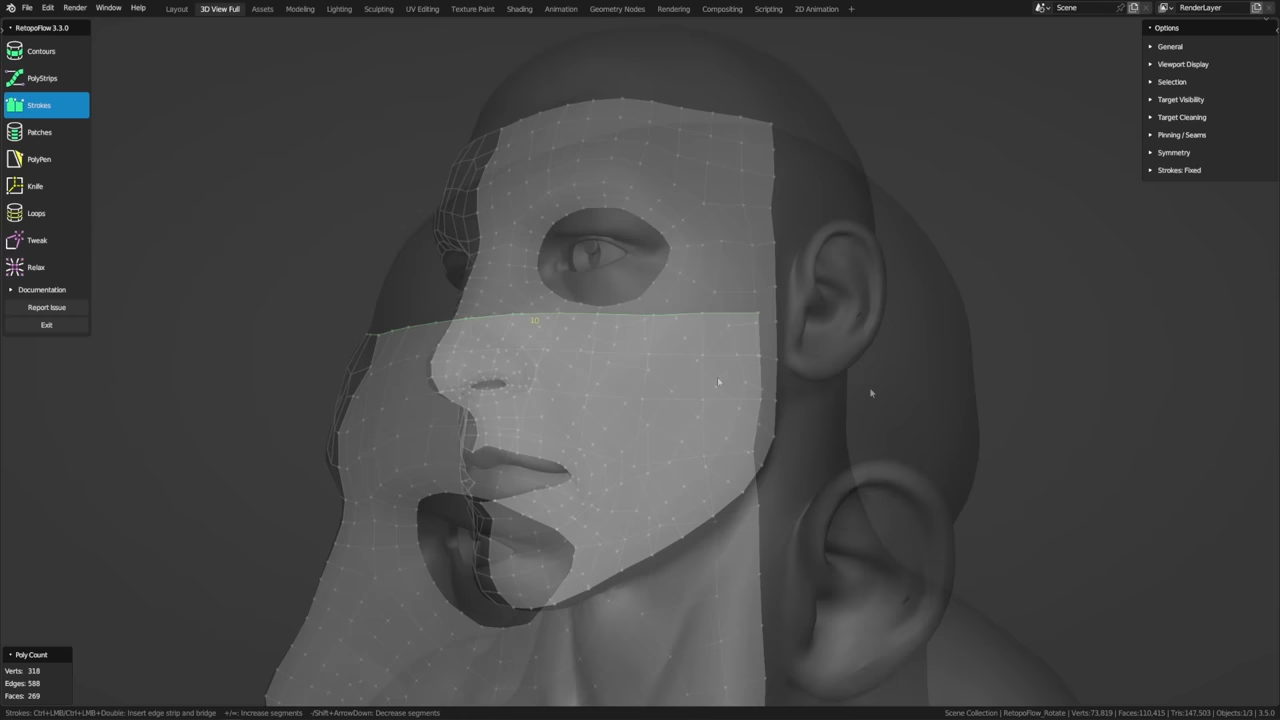 File Edit Render Window Help Layout 3D View Full Assets Modeling Lighting Sculpting UV Editing Texture Paint Shading Animation Geometry Nodes Rendering Compositing Scripting 2D Animation + Scene RenderLayer
RetopoFlow 3.3.0
Contours
PolyStrips
Strokes
Patches
PolyPen
Knife
Loops
Tweak
Relax
Documentation
Report Issue
Exit
Options
General
Viewport Display
Selection
Target Visibility
Target Cleaning
Pinning / Seams
Symmetry
Strokes: Fixed
10
Poly Count
Verts: 318
Edges: 588
Faces: 269
Strokes: Ctrl+LMB/Ctrl+LMB+Double: Insert edge strip and bridge +/=: Increase segments -/Shift+ArrowDown: Decrease segments Scene Collection | RetopoFlow_Rotate | Verts:73,819 | Faces:110,415 | Tris:147,503 | Objects:1/3 | 3.5.0